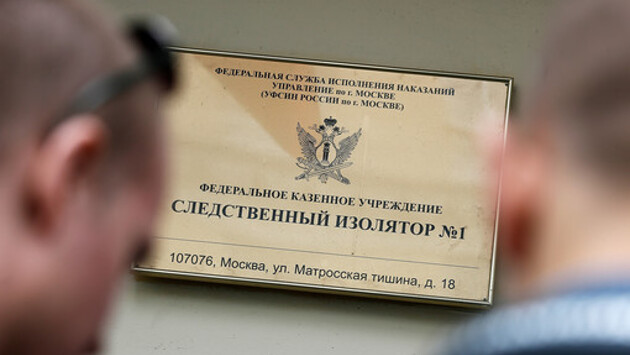 ФЕДЕРАЛЬНАЯ СЛУЖБА ИСПОЛНЕНИЯ НАКАЗАНИЙ
УПРАВЛЕНИЕ по г. МОСКВЕ
(УФСИН РОССИИ по г. МОСКВЕ)
ФЕДЕРАЛЬНОЕ КАЗЕННОЕ УЧРЕЖДЕНИЕ
СЛЕДСТВЕННЫЙ ИЗОЛЯТОР №1
107076, Москва, ул. Матросская тишина, д. 18